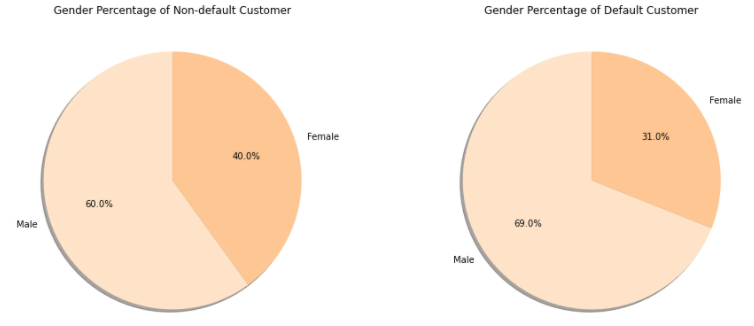 Gender Percentage of Non-default Customer
Female
40.0%
60.0%
Male
Gender Percentage of Default Customer
Female
31.0%
69.0%
Male